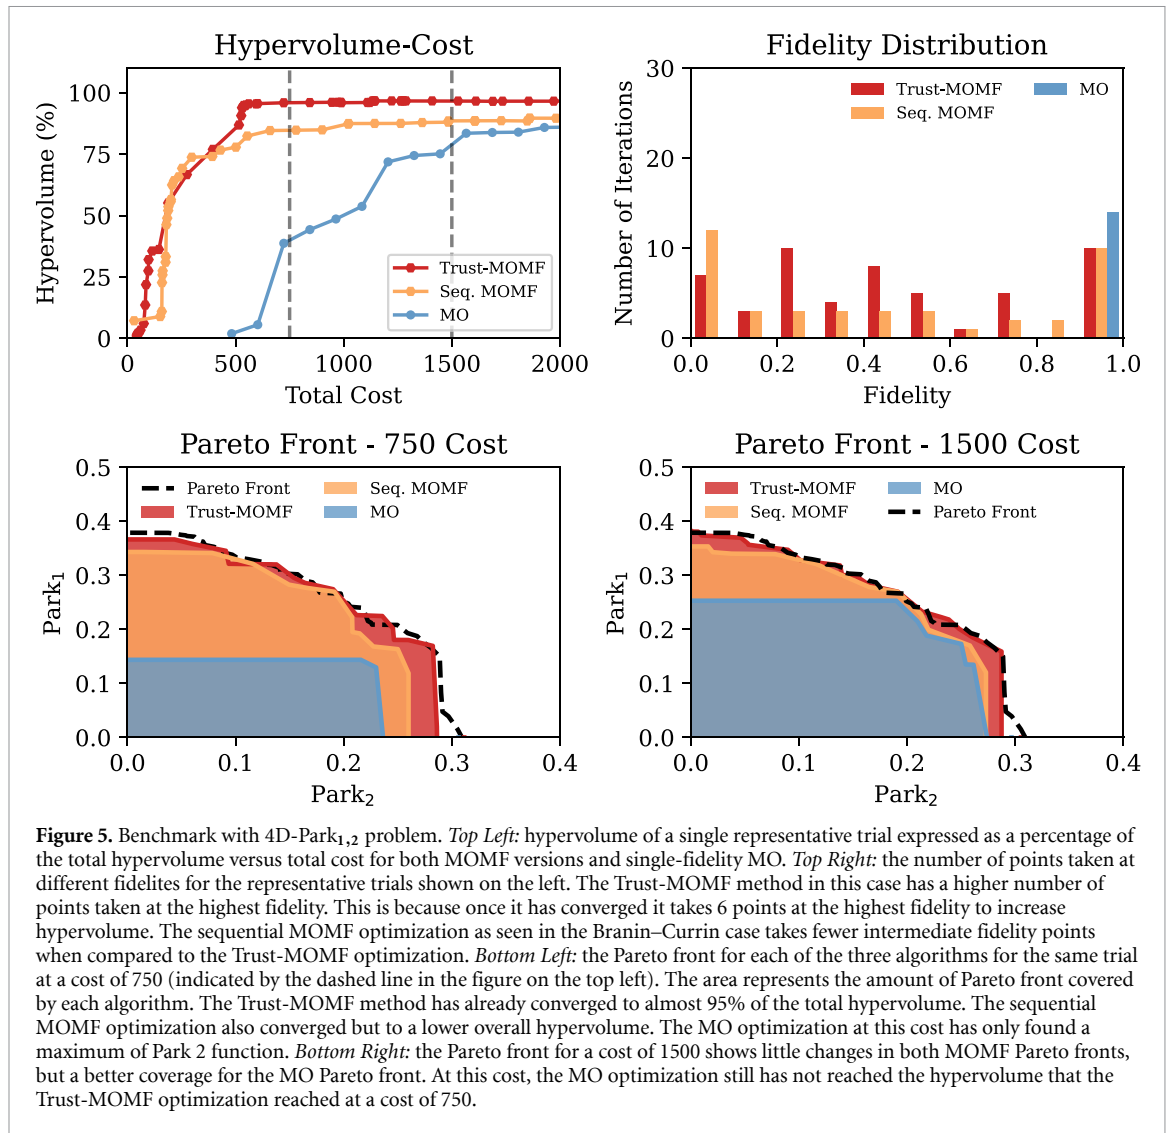 Hypervolume-Cost
Hypervolume (%)
100
75
50
25
0
0 500 1000 1500 2000
Total Cost
Trust-MOMF
Seq. MOMF
MO
Fidelity Distribution
Number of Iterations
30
20
10
0
0.0 0.2 0.4 0.6 0.8 1.0
Fidelity
Trust-MOMF
Seq. MOMF
MO
Pareto Front - 750 Cost
Park₁
0.5
0.4
0.3
0.2
0.1
0.0
0.0 0.1 0.2 0.3 0.4
Park₂
Pareto Front
Trust-MOMF
Seq. MOMF
MO
Pareto Front - 1500 Cost
Park₁
0.5
0.4
0.3
0.2
0.1
0.0
0.0 0.1 0.2 0.3 0.4
Park₂
Trust-MOMF
Seq. MOMF
MO
Pareto Front
Figure 5. Benchmark with 4D-Park₁,₂ problem. Top Left: hypervolume of a single representative trial expressed as a percentage of
the total hypervolume versus total cost for both MOMF versions and single-fidelity MO. Top Right: the number of points taken at
different fidelites for the representative trials shown on the left. The Trust-MOMF method in this case has a higher number of
points taken at the highest fidelity. This is because once it has converged it takes 6 points at the highest fidelity to increase
hypervolume. The sequential MOMF optimization as seen in the Branin–Currin case takes fewer intermediate fidelity points
when compared to the Trust-MOMF optimization. Bottom Left: the Pareto front for each of the three algorithms for the same trial
at a cost of 750 (indicated by the dashed line in the figure on the top left). The area represents the amount of Pareto front covered
by each algorithm. The Trust-MOMF method has already converged to almost 95% of the total hypervolume. The sequential
MOMF optimization also converged but to a lower overall hypervolume. The MO optimization at this cost has only found a
maximum of Park 2 function. Bottom Right: the Pareto front for a cost of 1500 shows little changes in both MOMF Pareto fronts,
but a better coverage for the MO Pareto front. At this cost, the MO optimization still has not reached the hypervolume that the
Trust-MOMF optimization reached at a cost of 750.